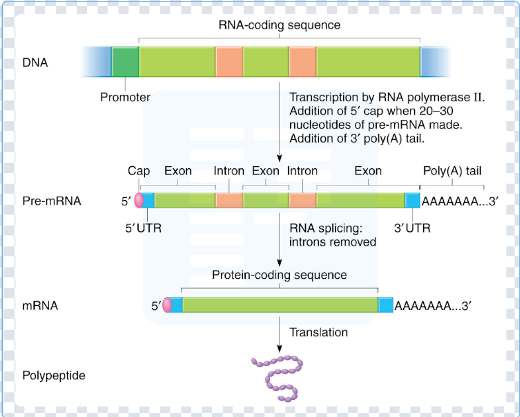 RNA-coding sequence
DNA
Promoter
Transcription by RNA polymerase II.
Addition of 5′ cap when 20–30
nucleotides of pre-mRNA made.
Addition of 3′ poly(A) tail.
Cap Exon Intron Exon Intron Exon Poly(A) tail
Pre-mRNA 5′ AAAAAAA...3′
5′ UTR 3′ UTR
RNA splicing:
introns removed
Protein-coding sequence
mRNA 5′ AAAAAAA...3′
Translation
Polypeptide